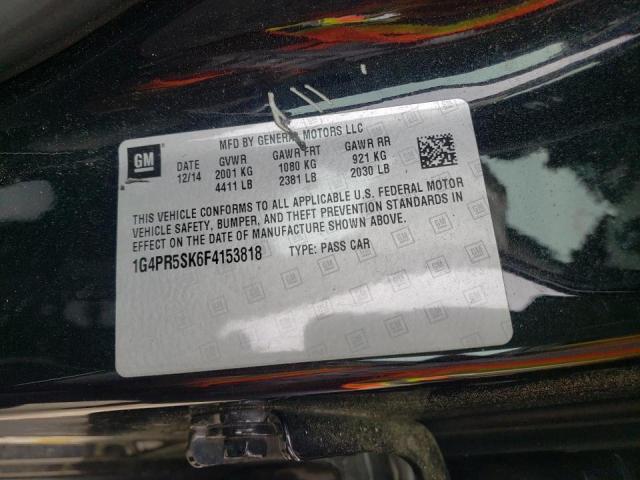 MFD BY GENERAL MOTORS LLC
GM DATE GVWR GAWR FRT GAWR RR
12/14 2001 KG 1080 KG 921 KG
4411 LB 2381 LB 2030 LB
THIS VEHICLE CONFORMS TO ALL APPLICABLE U.S. FEDERAL MOTOR
VEHICLE SAFETY, BUMPER, AND THEFT PREVENTION STANDARDS IN
EFFECT ON THE DATE OF MANUFACTURE SHOWN ABOVE.
1G4PR5SK6F4153818 TYPE: PASS CAR